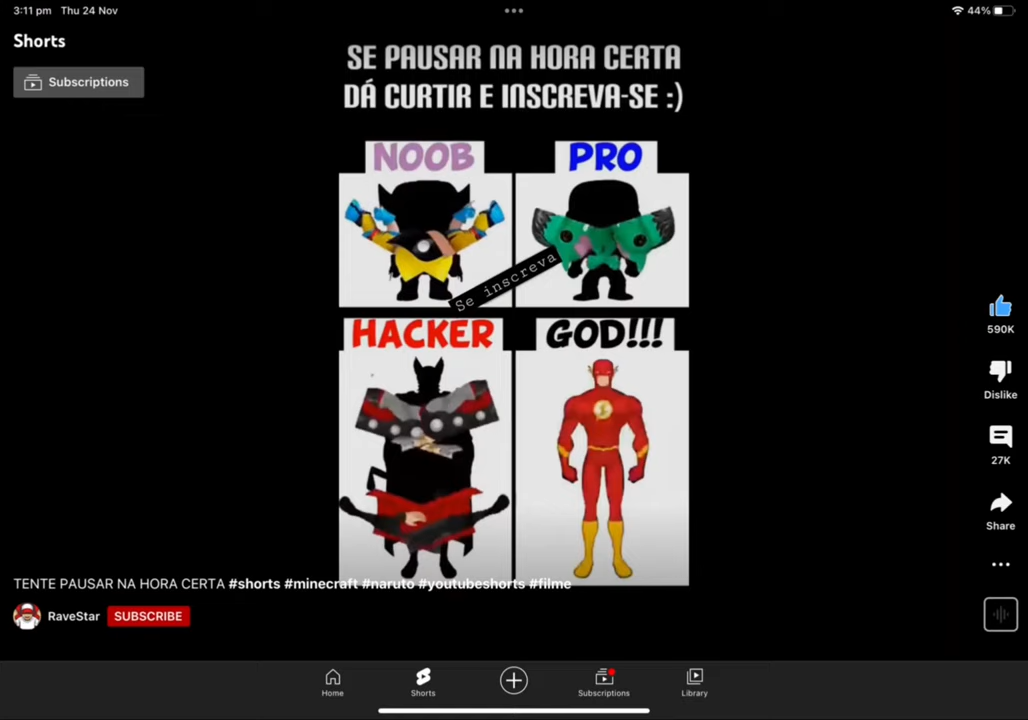 3:11 pm Thu 24 Nov
44%
Shorts
Subscriptions
SE PAUSAR NA HORA CERTA
DÁ CURTIR E INSCREVA-SE :)
NOOB
PRO
Se inscreva
HACKER
GOD!!!
590K
Dislike
27K
Share
TENTE PAUSAR NA HORA CERTA #shorts #minecraft #naruto #youtubeshorts #filme
RaveStar
SUBSCRIBE
Home
Shorts
Subscriptions
Library